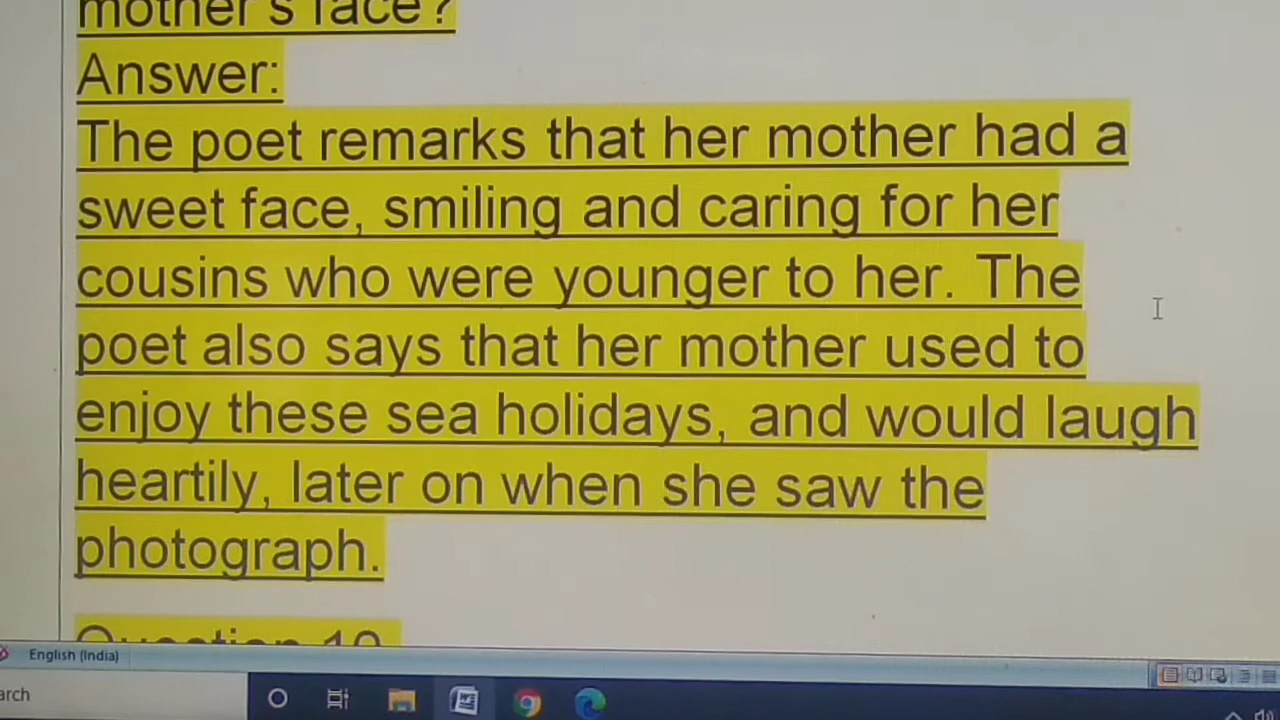 mother's face?
Answer:
The poet remarks that her mother had a
sweet face, smiling and caring for her
cousins who were younger to her. The
poet also says that her mother used to
enjoy these sea holidays, and would laugh
heartily, later on when she saw the
photograph.
Question 10
English (India)
arch